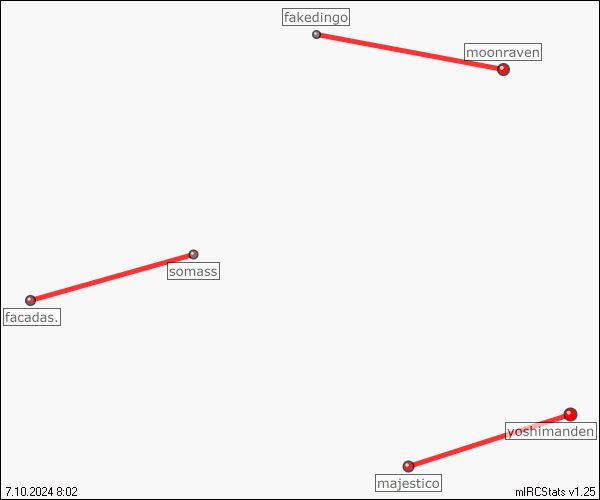 fakedingo
moonraven
somass
facadas.
yoshimanden
majestico
7.10.2024 8:02
mIRCStats v1.25